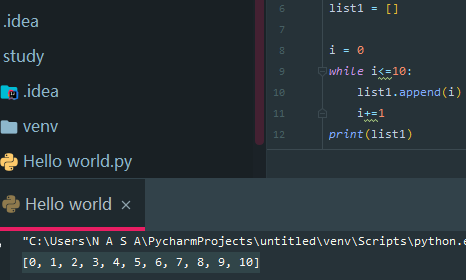 .idea
study
.idea
venv
Hello world.py
6 list1 = []
7
8 i = 0
9 while i<=10:
10 list1.append(i)
11 i+=1
12 print(list1)
Hello world ×
"C:\Users\N A S A\PycharmProjects\untitled\venv\Scripts\python.e
[0, 1, 2, 3, 4, 5, 6, 7, 8, 9, 10]